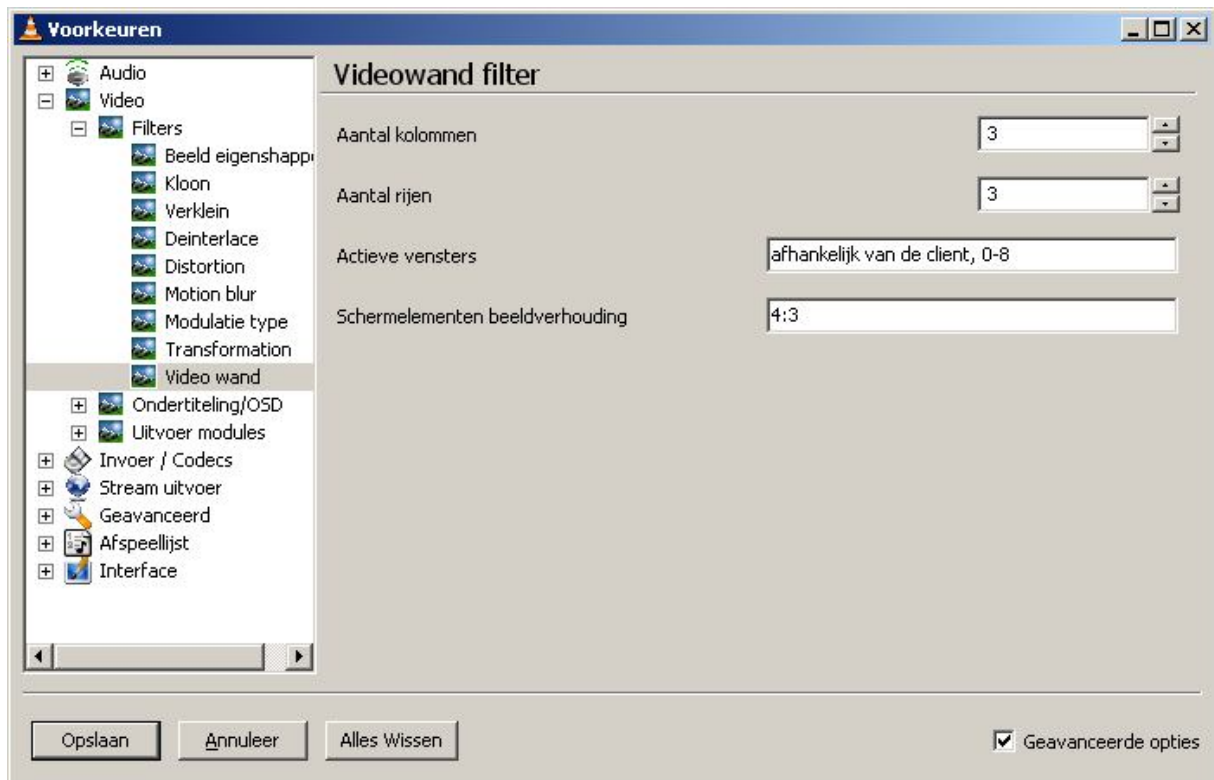 Voorkeuren
Audio
Video
Filters
Beeld eigenshapp
Kloon
Verklein
Deinterlace
Distortion
Motion blur
Modulatie type
Transformation
Video wand
Ondertiteling/OSD
Uitvoer modules
Invoer / Codecs
Stream uitvoer
Geavanceerd
Afspeellijst
Interface
Videowand filter
Aantal kolommen
3
Aantal rijen
3
Actieve vensters
afhankelijk van de client, 0-8
Schermelementen beeldverhouding
4:3
Opslaan
Annuleer
Alles Wissen
Geavanceerde opties